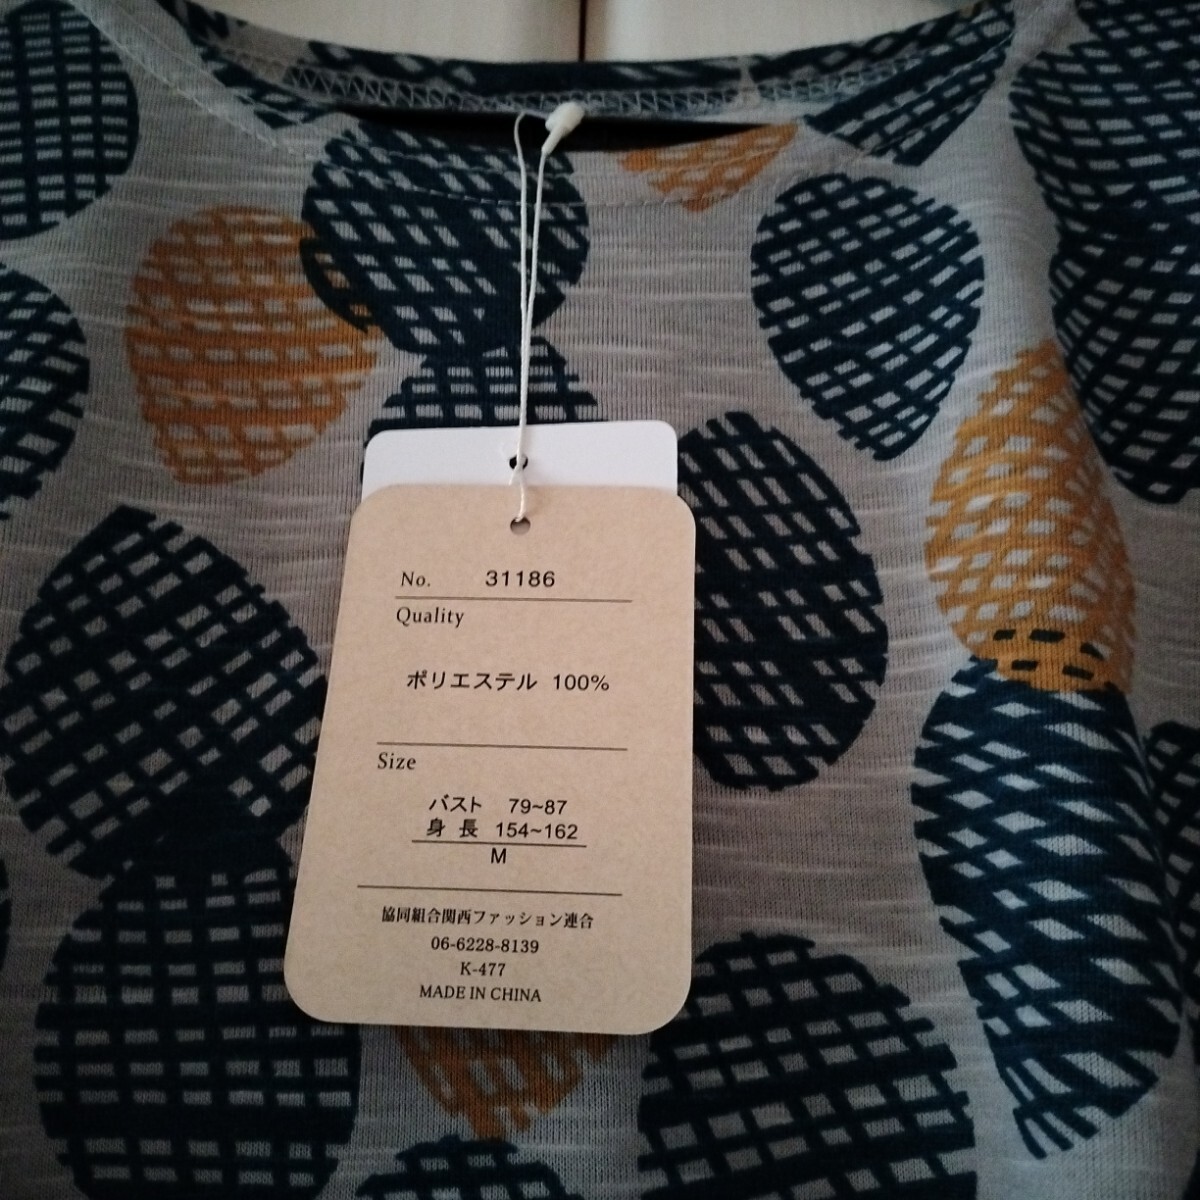 No. 31186
Quality
ポリエステル 100%
Size
バスト 79~87
身 長 154~162
M
協同組合関西ファッション連合
06-6228-8139
K-477
MADE IN CHINA